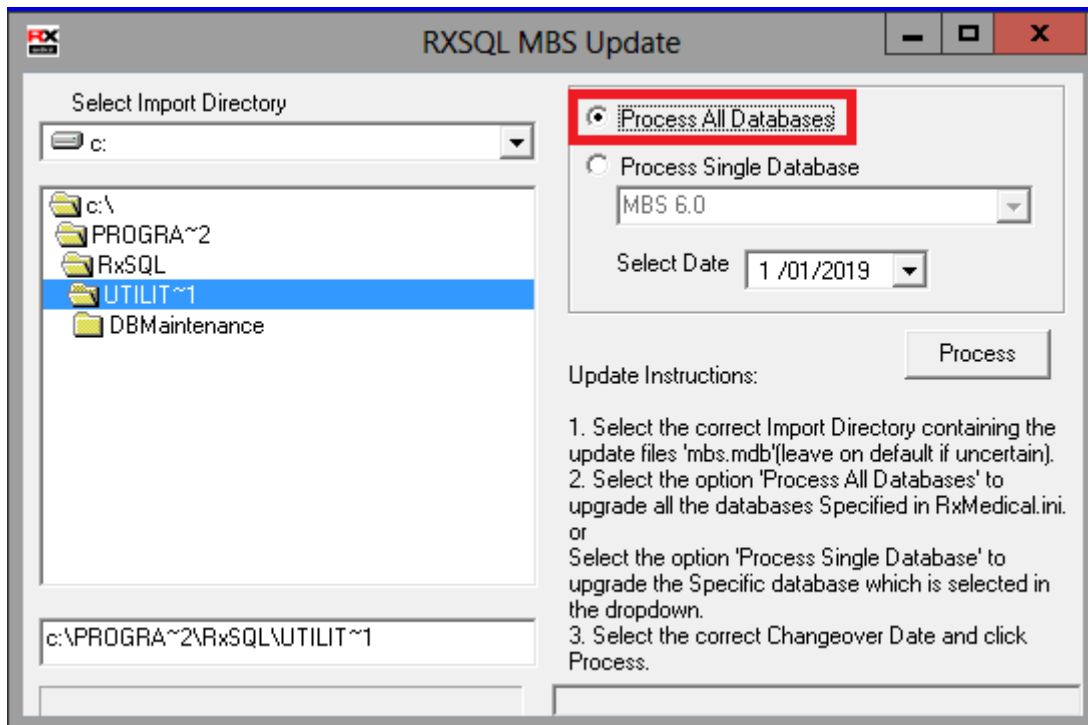 RX
RXSQL MBS Update
Select Import Directory
c:
c:\
PROGRA~2
RxSQL
UTILIT~1
DBMaintenance
c:\PROGRA~2\RxSQL\UTILIT~1
Process All Databases
Process Single Database
MBS 6.0
Select Date
1 /01/2019
Process
Update Instructions:
1. Select the correct Import Directory containing the
update files 'mbs.mdb'(leave on default if uncertain).
2. Select the option 'Process All Databases' to
upgrade all the databases Specified in RxMedical.ini.
or
Select the option 'Process Single Database' to
upgrade the Specific database which is selected in
the dropdown.
3. Select the correct Changeover Date and click
Process.